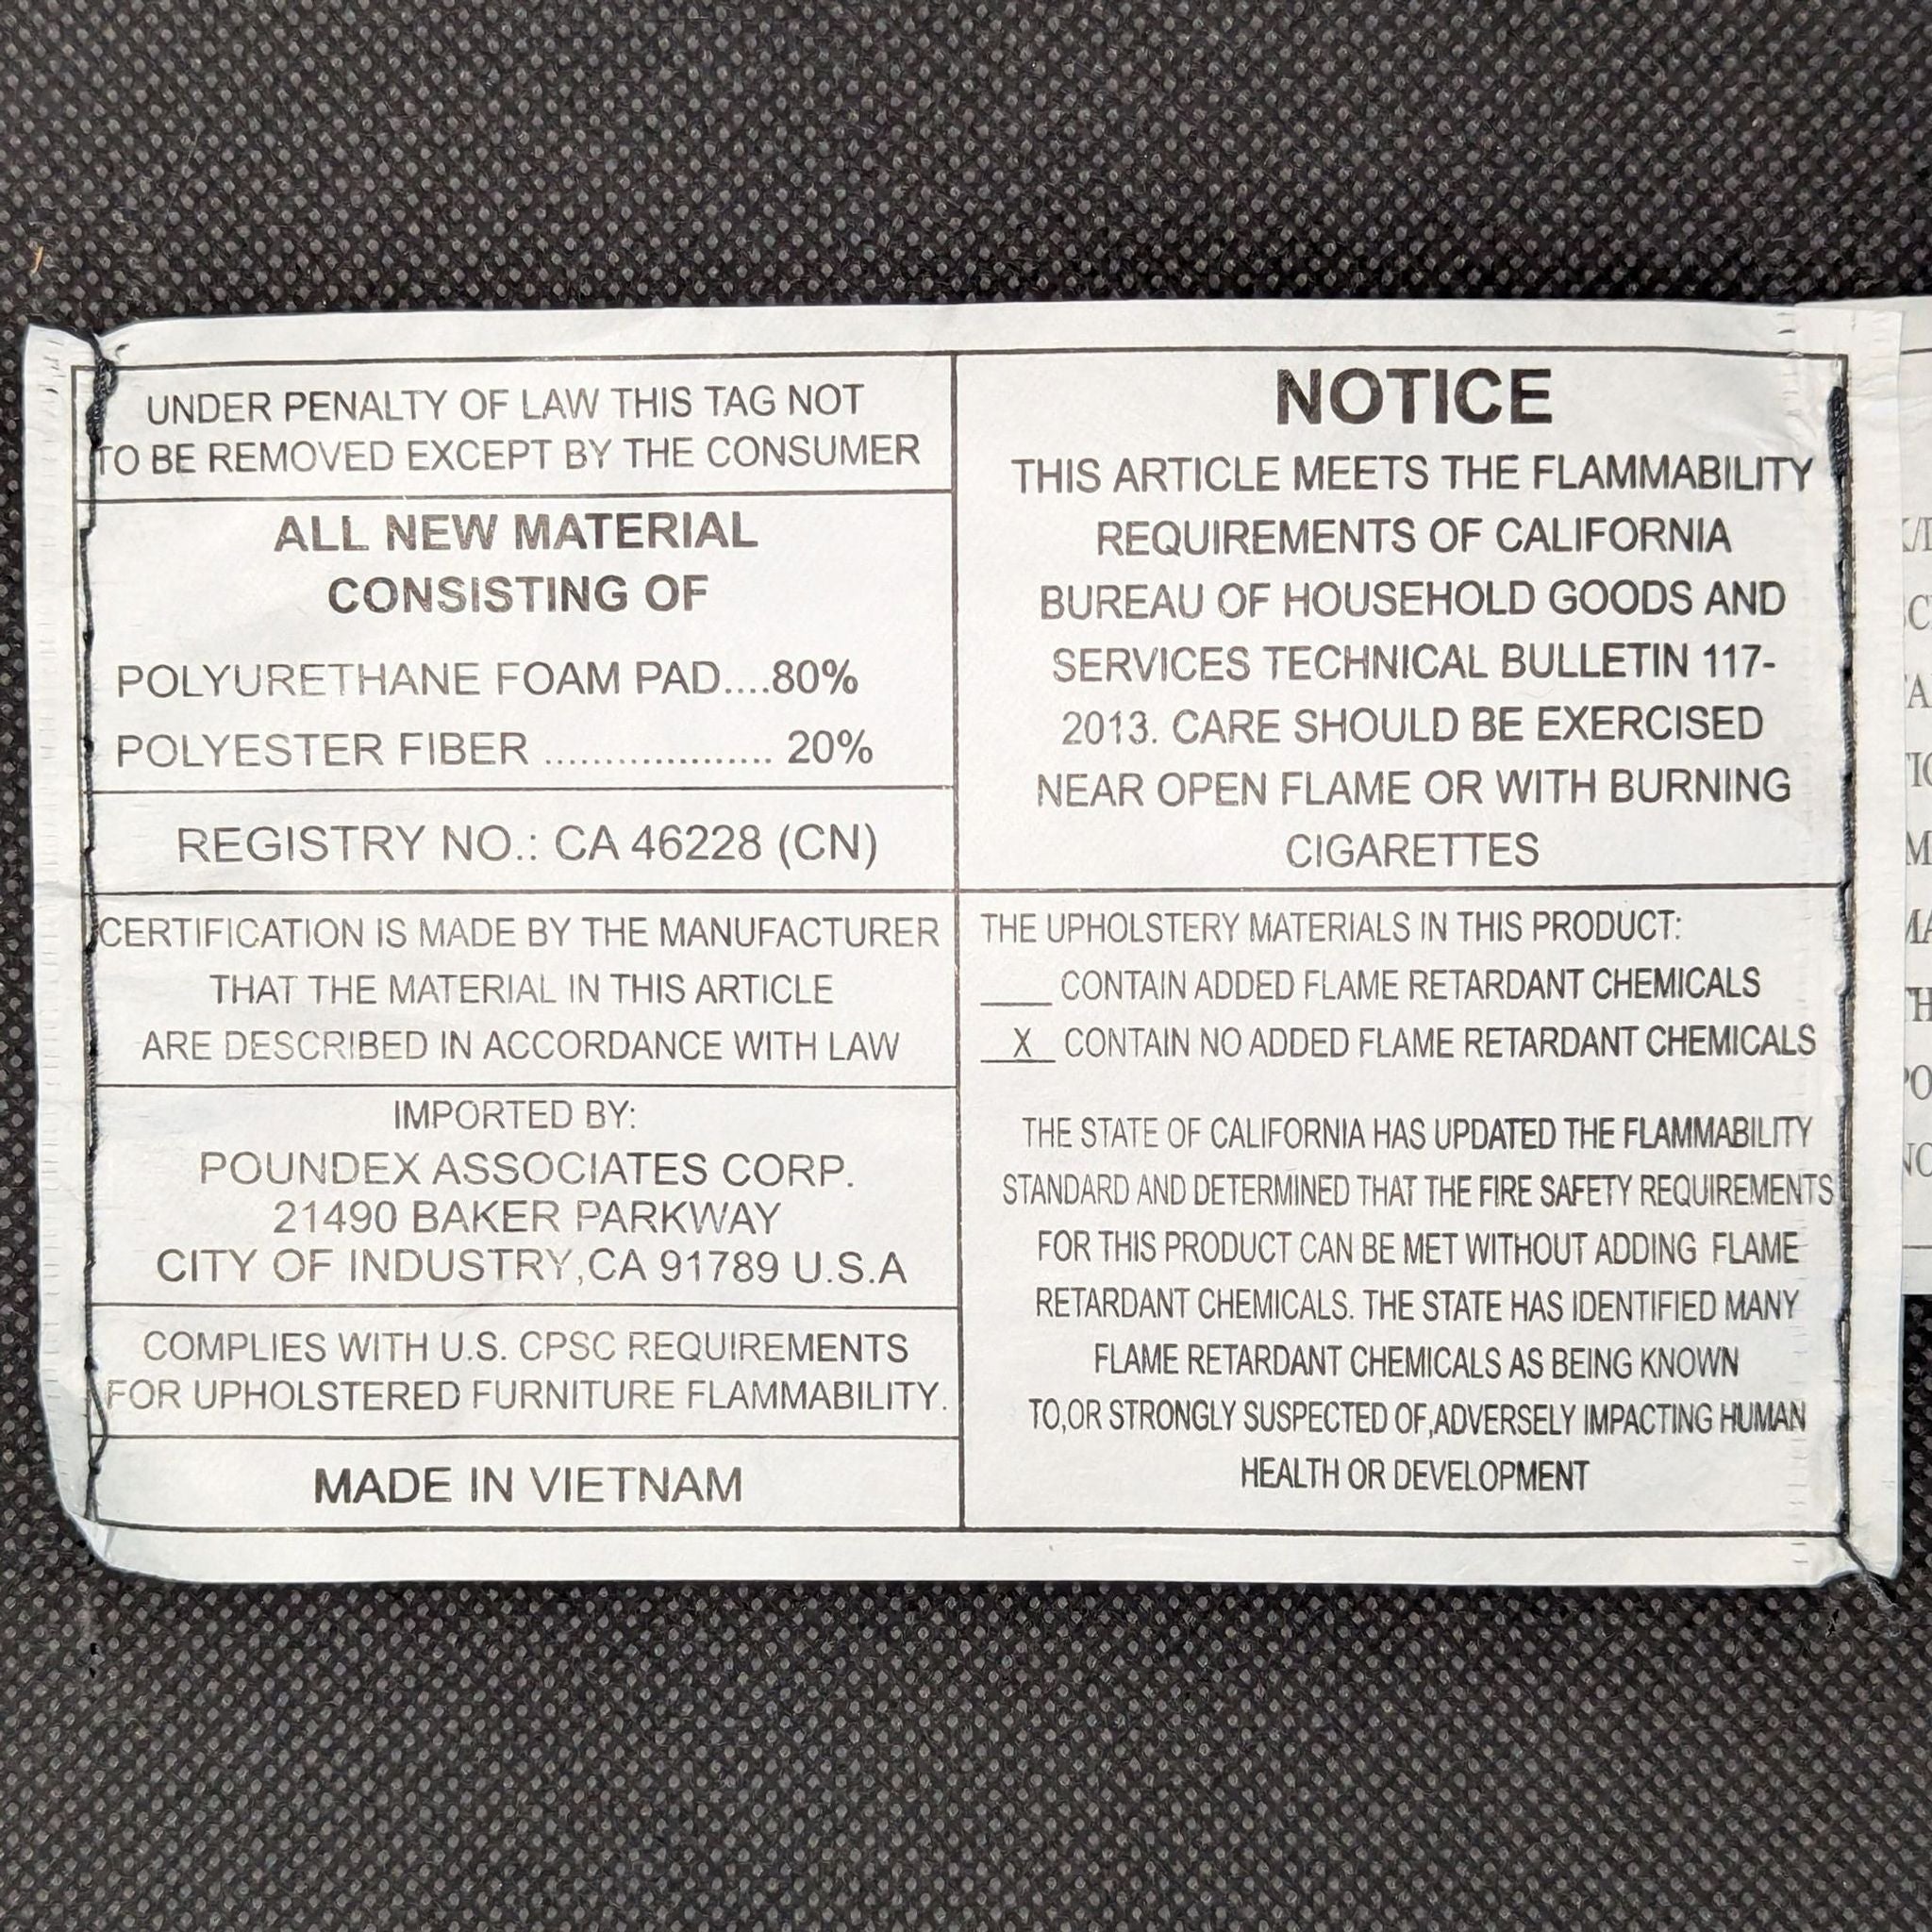 UNDER PENALTY OF LAW THIS TAG NOT
TO BE REMOVED EXCEPT BY THE CONSUMER
ALL NEW MATERIAL
CONSISTING OF
POLYURETHANE FOAM PAD....80%
POLYESTER FIBER ................... 20%
REGISTRY NO.: CA 46228 (CN)
CERTIFICATION IS MADE BY THE MANUFACTURER
THAT THE MATERIAL IN THIS ARTICLE
ARE DESCRIBED IN ACCORDANCE WITH LAW
IMPORTED BY:
POUNDEX ASSOCIATES CORP.
21490 BAKER PARKWAY
CITY OF INDUSTRY,CA 91789 U.S.A
COMPLIES WITH U.S. CPSC REQUIREMENTS
FOR UPHOLSTERED FURNITURE FLAMMABILITY.
MADE IN VIETNAM
NOTICE
THIS ARTICLE MEETS THE FLAMMABILITY
REQUIREMENTS OF CALIFORNIA
BUREAU OF HOUSEHOLD GOODS AND
SERVICES TECHNICAL BULLETIN 117-
2013. CARE SHOULD BE EXERCISED
NEAR OPEN FLAME OR WITH BURNING
CIGARETTES
THE UPHOLSTERY MATERIALS IN THIS PRODUCT:
____ CONTAIN ADDED FLAME RETARDANT CHEMICALS
__X__ CONTAIN NO ADDED FLAME RETARDANT CHEMICALS
THE STATE OF CALIFORNIA HAS UPDATED THE FLAMMABILITY
STANDARD AND DETERMINED THAT THE FIRE SAFETY REQUIREMENTS
FOR THIS PRODUCT CAN BE MET WITHOUT ADDING FLAME
RETARDANT CHEMICALS. THE STATE HAS IDENTIFIED MANY
FLAME RETARDANT CHEMICALS AS BEING KNOWN
TO,OR STRONGLY SUSPECTED OF,ADVERSELY IMPACTING HUMAN
HEALTH OR DEVELOPMENT